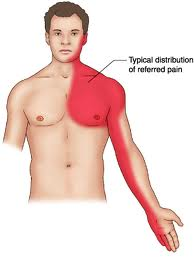 Typical distribution
of referred pain